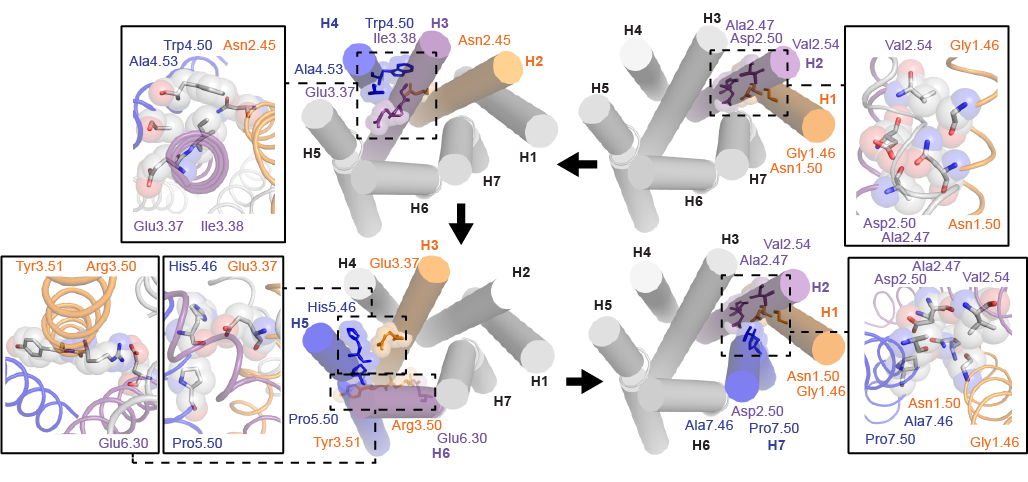 Trp4.50 Asn2.45
Ala4.53
Glu3.37 Ile3.38
H4 Trp4.50 H3
Ile3.38 Asn2.45
H2
Ala4.53
Glu3.37
H5
H1
H7
H6
H3
H4
Ala2.47
Asp2.50
Val2.54
H2
H5
H1
Gly1.46
Asn1.50
H7
H6
Val2.54 Gly1.46
Asp2.50
Ala2.47
Asn1.50
Tyr3.51 Arg3.50
Glu6.30
His5.46 Glu3.37
Pro5.50
H3
Glu3.37
H4
H2
His5.46
H5
H1
H7
Pro5.50
Arg3.50
Tyr3.51
Glu6.30
H6
H3
Val2.54
Ala2.47
H4
H2
H5
H1
Asn1.50
Gly1.46
Asp2.50
Ala7.46
Pro7.50
H6
H7
Ala2.47
Asp2.50
Val2.54
Asn1.50
Ala7.46
Pro7.50
Gly1.46